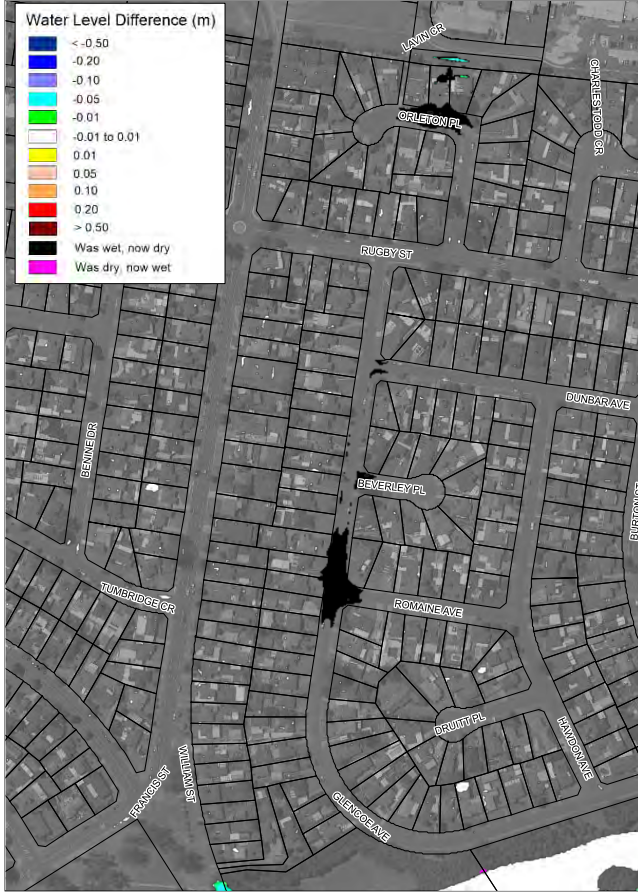 Water Level Difference (m)
< -0.50
-0.20
-0.10
-0.05
-0.01
-0.01 to 0.01
0.01
0.05
0.10
0.20
> 0.50
Was wet, now dry
Was dry, now wet
LAVIN CR
CHARLES TODD CR
ORLETON PL
RUGBY ST
DUNBAR AVE
BENINE DR
BEVERLEY PL
BURTON CT
TUMBRIDGE CR
ROMAINE AVE
DRUITT PL
HAWDON AVE
WILLIAM ST
FRANCIS ST
GLENCOE AVE